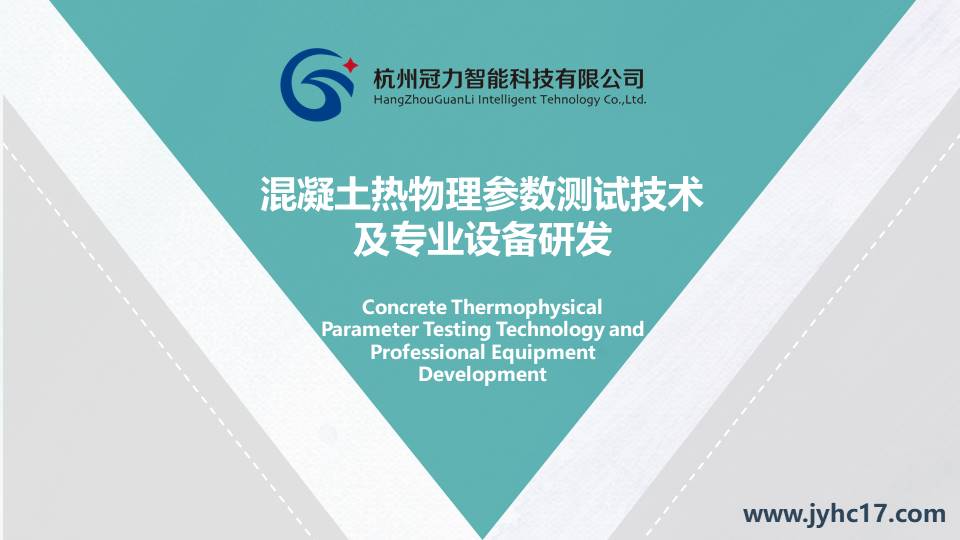 杭州冠力智能科技有限公司
HangZhouGuanLi Intelligent Tehnology Co.,Ltd.
混凝土热物理参数测试技术
及专业设备研发
Concrete Thermophysical
Parameter Testing Technology and
Professional Equipment
Development
www.jyhc17.com